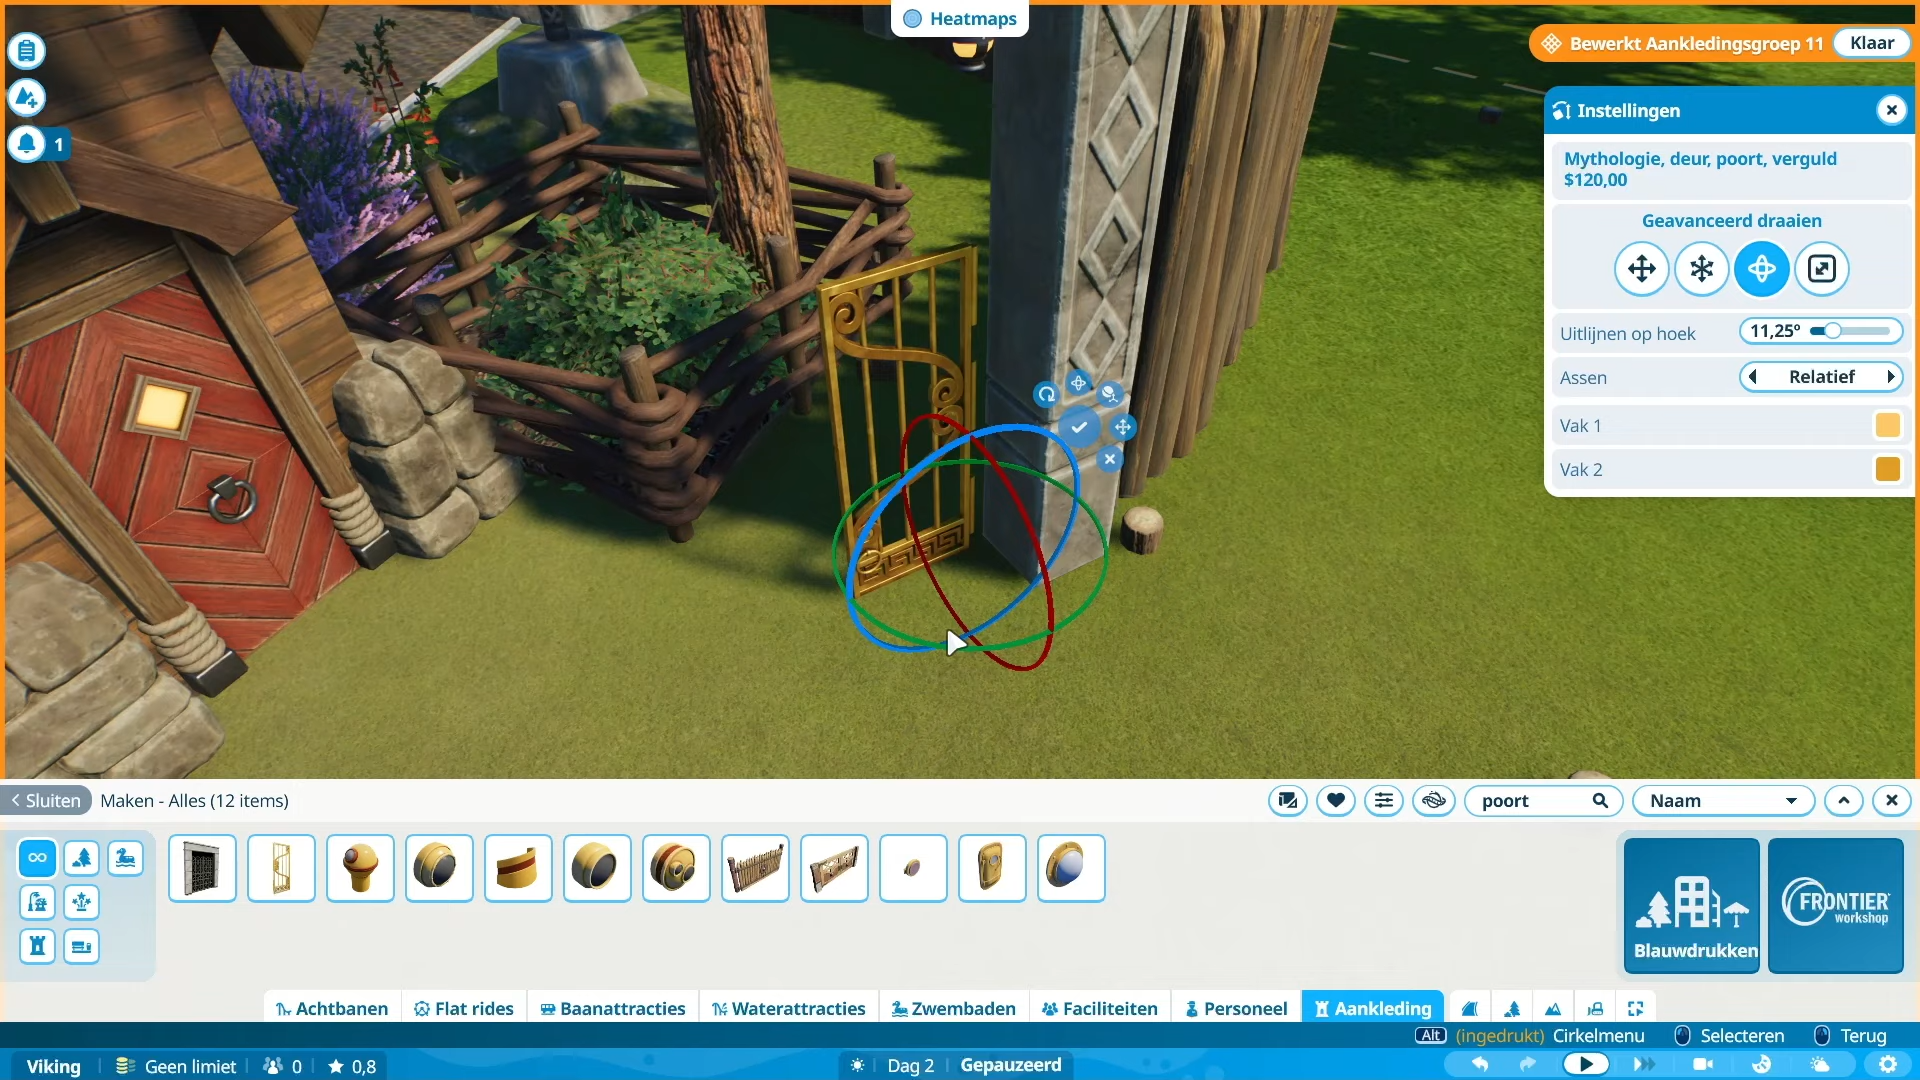 Heatmaps
Bewerkt Aankledingsgroep 11
Klaar
1
Instellingen
Mythologie, deur, poort, verguld
$120,00
Geavanceerd draaien
Uitlijnen op hoek
11,25°
Assen
Relatief
Vak 1
Vak 2
Sluiten
Maken - Alles (12 items)
poort
Naam
Blauwdrukken
FRONTIER
workshop
Achtbanen
Flat rides
Baanattracties
Waterattracties
Zwembaden
Faciliteiten
Personeel
Aankleding
Alt (ingedrukt) Cirkelmenu
Selecteren
Terug
Viking
Geen limiet
0
0,8
Dag 2
Gepauzeerd